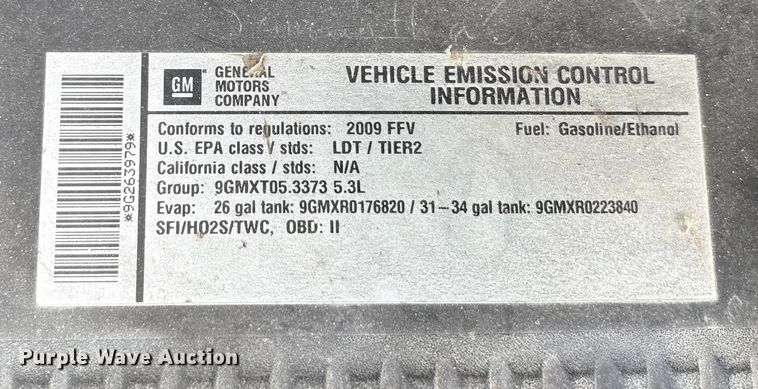 GM
GENERAL
MOTORS
COMPANY
VEHICLE EMISSION CONTROL
INFORMATION
*9G263979*
Conforms to regulations: 2009 FFV Fuel: Gasoline/Ethanol
U.S. EPA class / stds: LDT / TIER2
California class / stds: N/A
Group: 9GMXT05.3373 5.3L
Evap: 26 gal tank: 9GMXR0176820 / 31-34 gal tank: 9GMXR0223840
SFI/HO2S/TWC, OBD: II
Purple Wave Auction